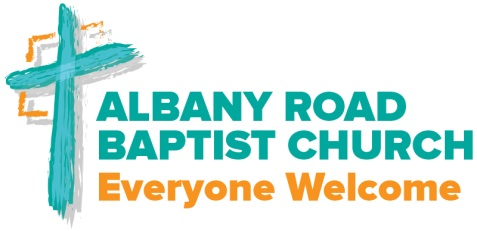 ALBANY ROAD
BAPTIST CHURCH
Everyone Welcome